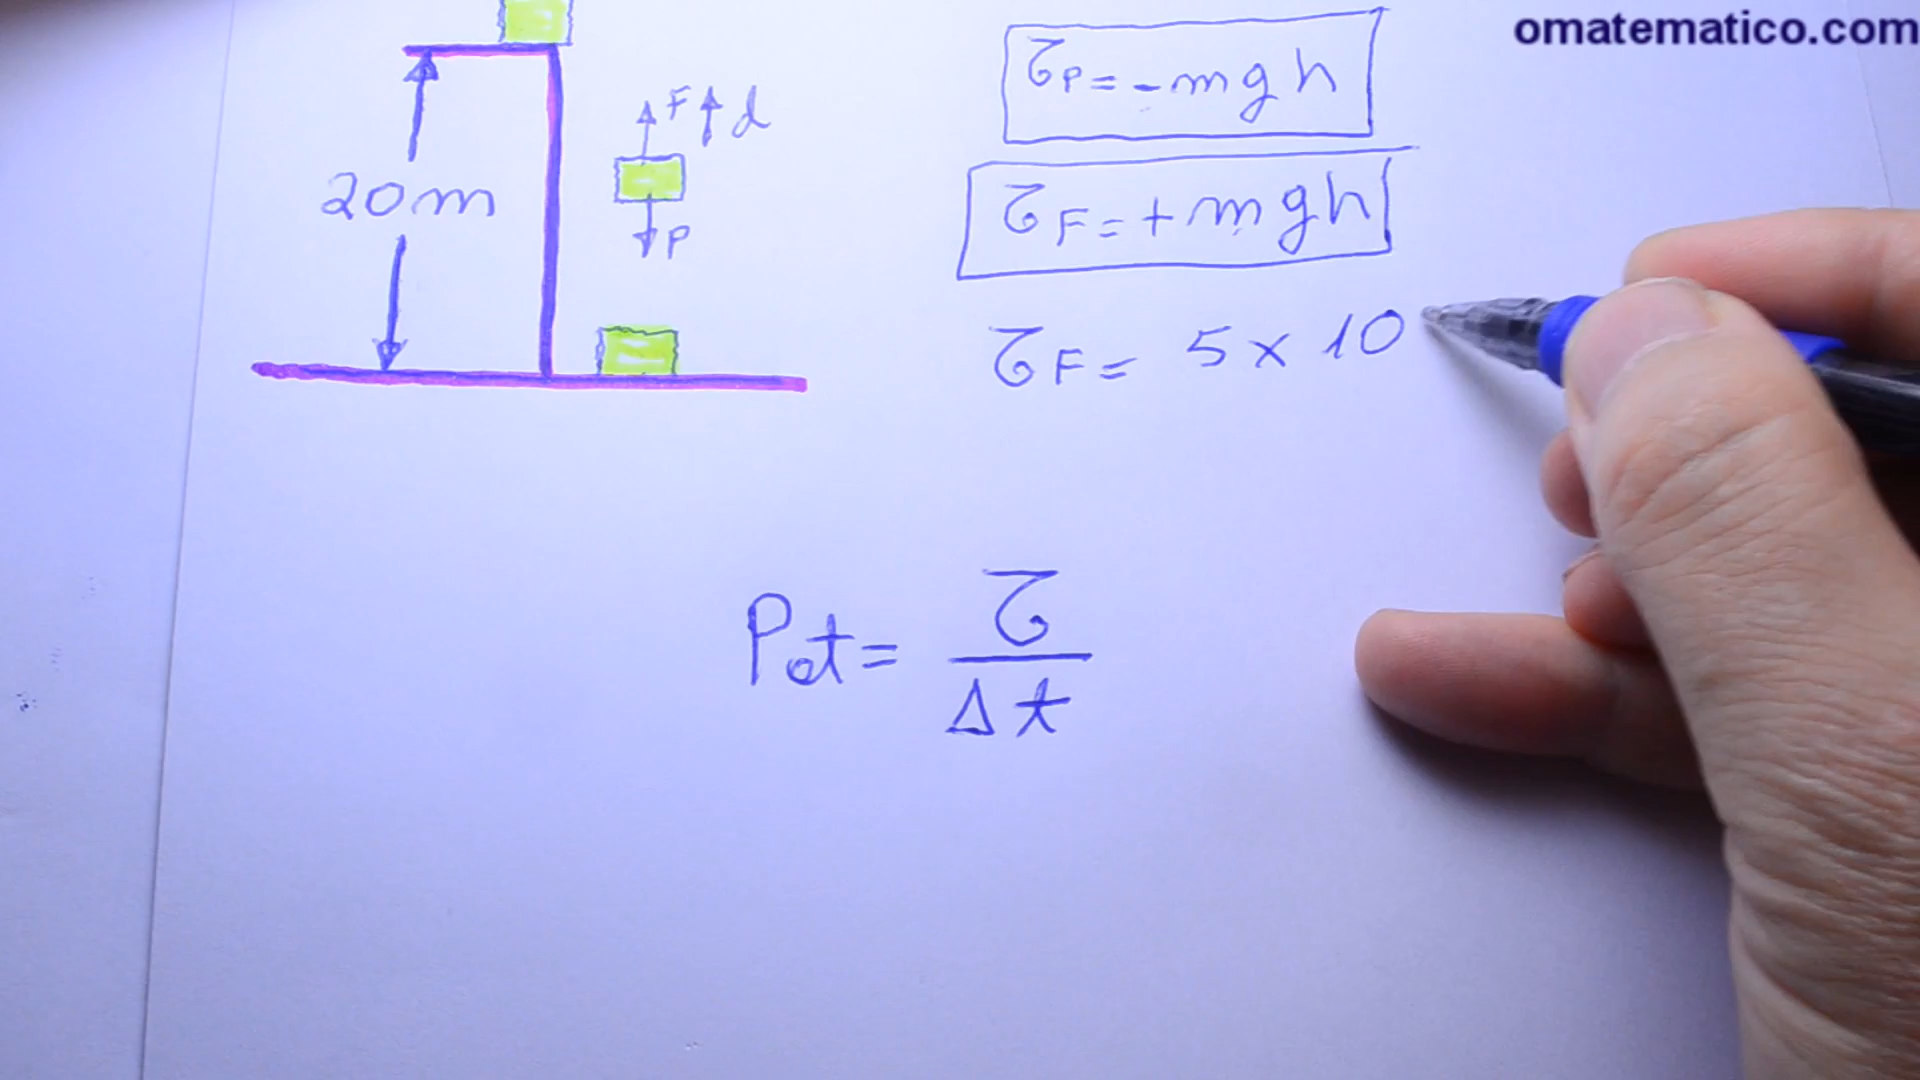 omatematico.com
τP = -mgh
F d
τF = +mgh
20m
P
τF = 5 x 10
Pot = τ
Δt